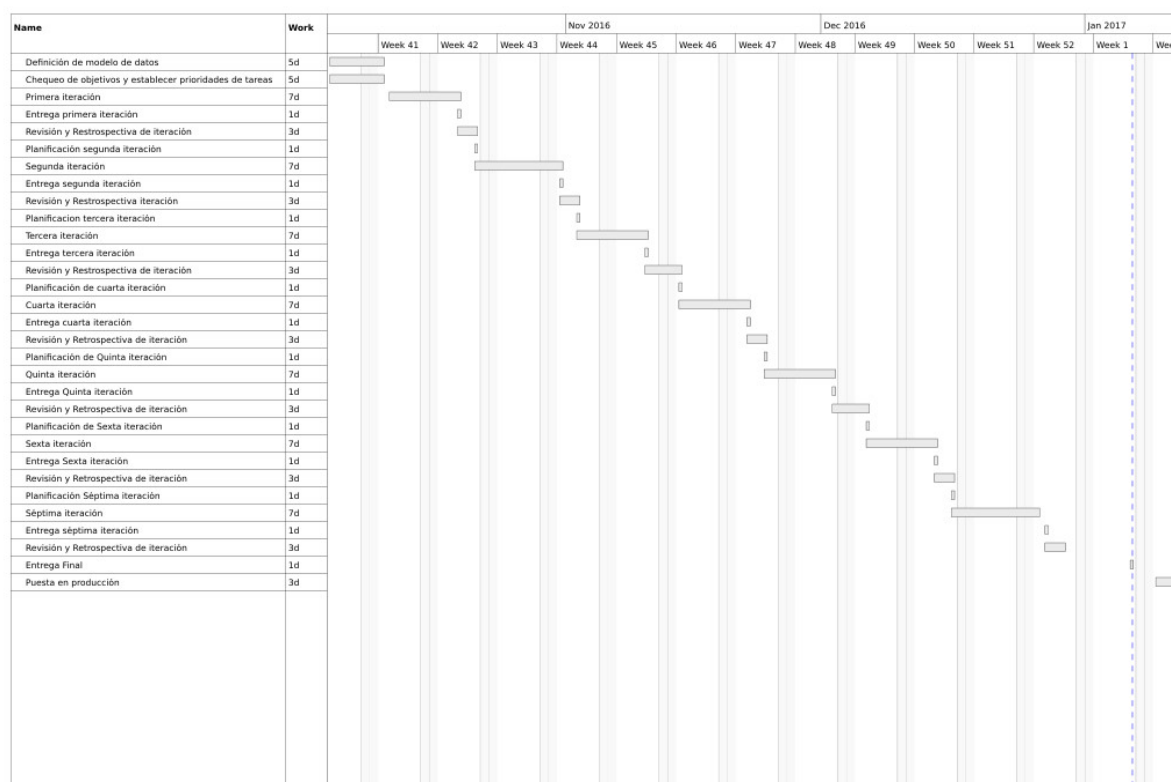 Name Work Nov 2016 Dec 2016 Jan 2017
Week 41 Week 42 Week 43 Week 44 Week 45 Week 46 Week 47 Week 48 Week 49 Week 50 Week 51 Week 52 Week 1
Definición de modelo de datos 5d
Chequeo de objetivos y establecer prioridades de tareas 5d
Primera iteración 7d
Entrega primera iteración 1d
Revisión y Restrospectiva de iteración 3d
Planificación segunda iteración 1d
Segunda iteración 7d
Entrega segunda iteración 1d
Revisión y Restrospectiva iteración 3d
Planificacion tercera iteración 1d
Tercera iteración 7d
Entrega tercera iteración 1d
Revisión y Restrospectiva de iteración 3d
Planificación de cuarta iteración 1d
Cuarta iteración 7d
Entrega cuarta iteración 1d
Revisión y Retrospectiva de iteración 3d
Planificación de Quinta iteración 1d
Quinta iteración 7d
Entrega Quinta iteración 1d
Revisión y Retrospectiva de iteración 3d
Planificación de Sexta iteración 1d
Sexta iteración 7d
Entrega Sexta iteración 1d
Revisión y Retrospectiva de iteración 3d
Planificación Séptima iteración 1d
Séptima iteración 7d
Entrega séptima iteración 1d
Revisión y Retrospectiva de iteración 3d
Entrega Final 1d
Puesta en producción 3d